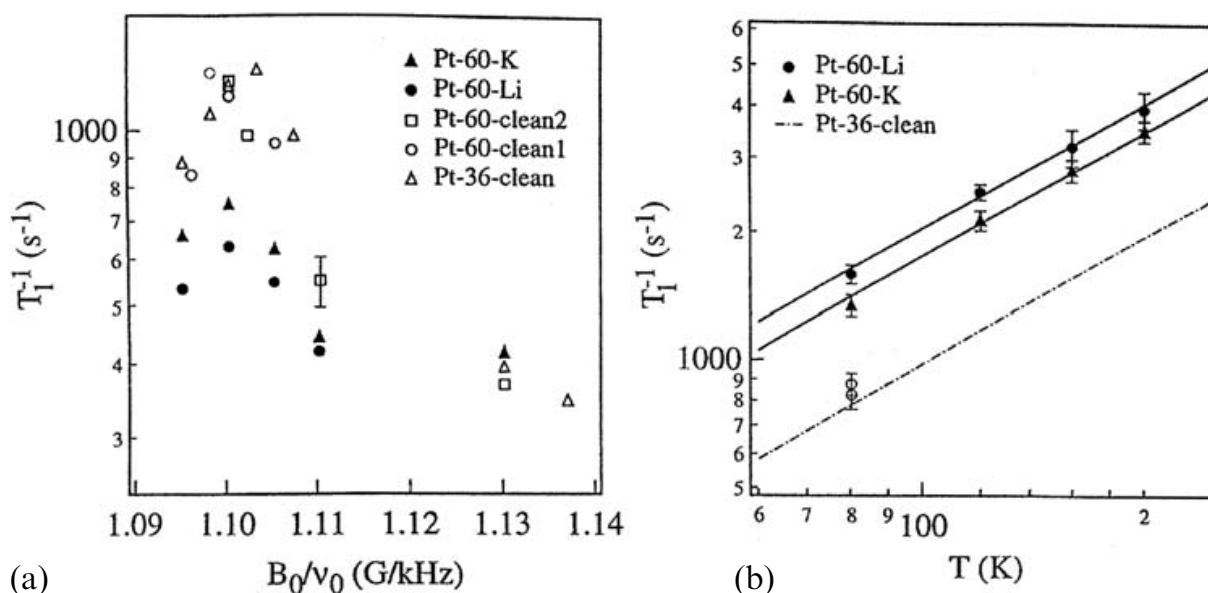 ▲ Pt-60-K
● Pt-60-Li
□ Pt-60-clean2
○ Pt-60-clean1
△ Pt-36-clean
1000
9
8
7
6
5
4
3
T₁⁻¹ (s⁻¹)
1.09 1.10 1.11 1.12 1.13 1.14
B₀/ν₀ (G/kHz)
(a)
● Pt-60-Li
▲ Pt-60-K
Pt-36-clean
6
5
4
3
2
1000
9
8
7
6
5
T₁⁻¹ (s⁻¹)
6 7 8 9 100 2
T (K)
(b)